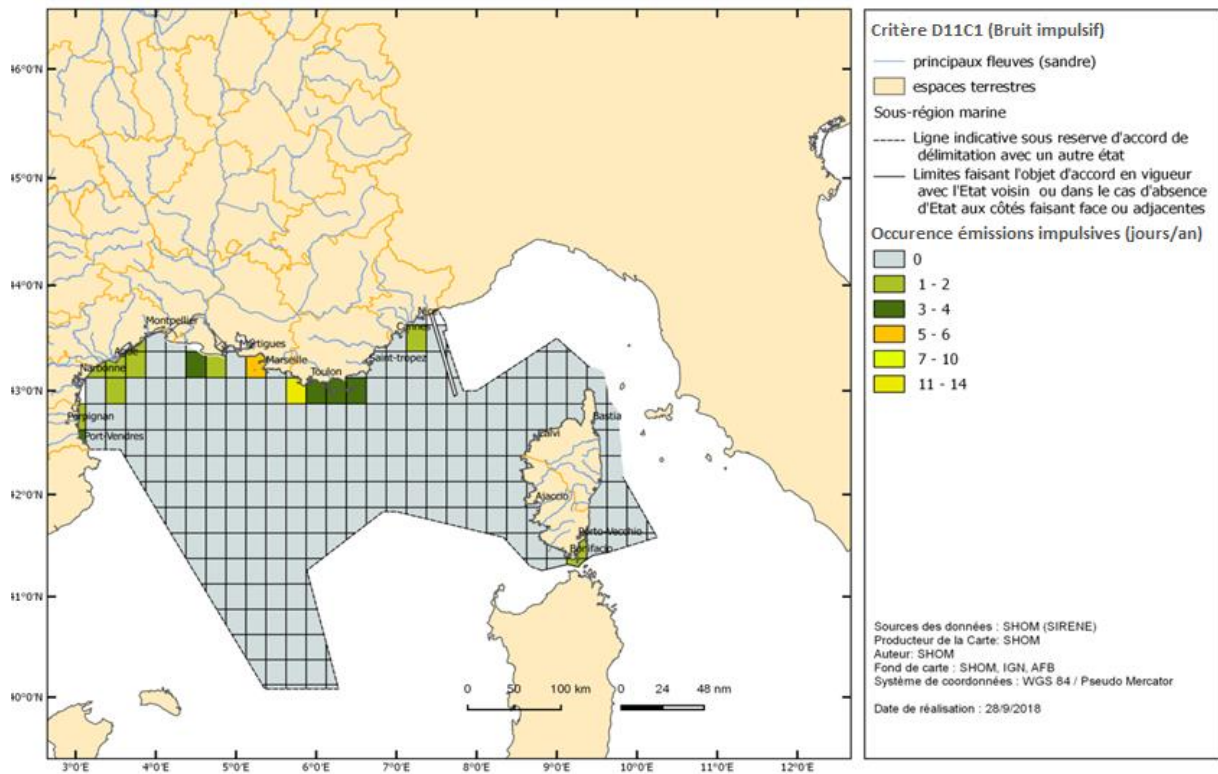 46°0'N
45°0'N
44°0'N
43°0'N
42°0'N
41°0'N
40°0'N
Montpellier
Agde
Narbonne
Perpignan
Port-Vendres
Martigues
Marseille
Toulon
Saint-tropez
Cannes
Nice
Bastia
Calvi
Ajaccio
Porto-Vecchio
Bonifacio
0 50 100 km
0 24 48 nm
3°0'E 4°0'E 5°0'E 6°0'E 7°0'E 8°0'E 9°0'E 10°0'E 11°0'E 12°0'E
Critère D11C1 (Bruit impulsif)
principaux fleuves (sandre)
espaces terrestres
Sous-région marine
Ligne indicative sous reserve d'accord de
délimitation avec un autre état
Limites faisant l'objet d'accord en vigueur
avec l'Etat voisin ou dans le cas d'absence
d'Etat aux côtés faisant face ou adjacentes
Occurence émissions impulsives (jours/an)
0
1 - 2
3 - 4
5 - 6
7 - 10
11 - 14
Sources des données : SHOM (SIRENE)
Producteur de la Carte: SHOM
Auteur: SHOM
Fond de carte : SHOM, IGN, AFB
Système de coordonnées : WGS 84 / Pseudo Mercator
Date de réalisation : 28/9/2018